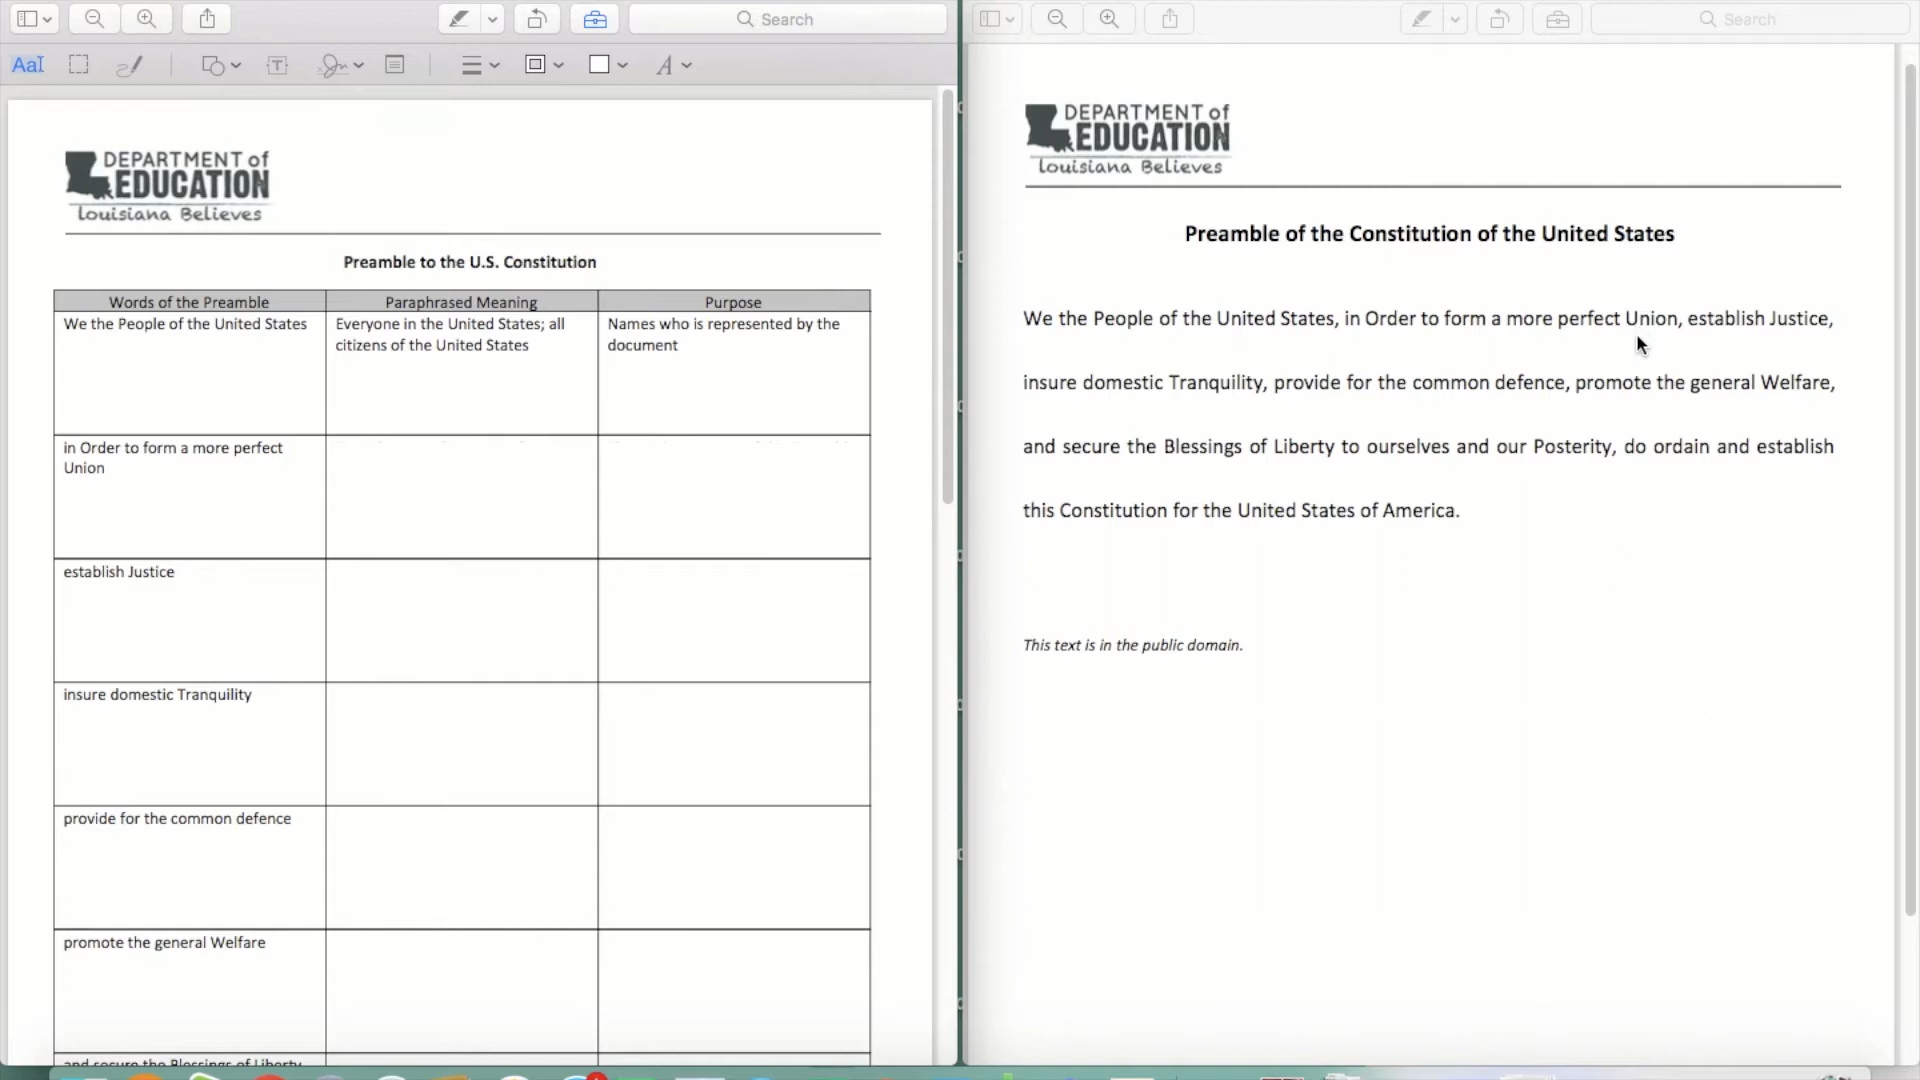 Search
Search
AaI
DEPARTMENT of
EDUCATION
Louisiana Believes
Preamble to the U.S. Constitution
Words of the Preamble Paraphrased Meaning Purpose
We the People of the United States
Everyone in the United States; all
citizens of the United States
Names who is represented by the
document
in Order to form a more perfect
Union
establish Justice
insure domestic Tranquility
provide for the common defence
promote the general Welfare
and secure the Blessings of Liberty
DEPARTMENT of
EDUCATION
Louisiana Believes
Preamble of the Constitution of the United States
We the People of the United States, in Order to form a more perfect Union, establish Justice,
insure domestic Tranquility, provide for the common defence, promote the general Welfare,
and secure the Blessings of Liberty to ourselves and our Posterity, do ordain and establish
this Constitution for the United States of America.
This text is in the public domain.